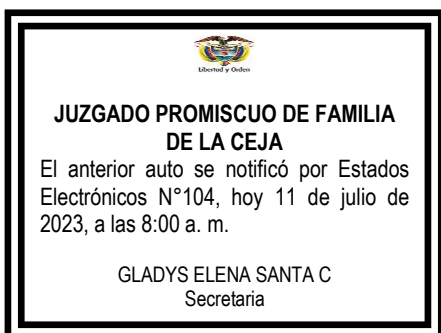 Libertad y Orden
JUZGADO PROMISCUO DE FAMILIA
DE LA CEJA
El anterior auto se notificó por Estados
Electrónicos N°104, hoy 11 de julio de
2023, a las 8:00 a. m.
GLADYS ELENA SANTA C
Secretaria